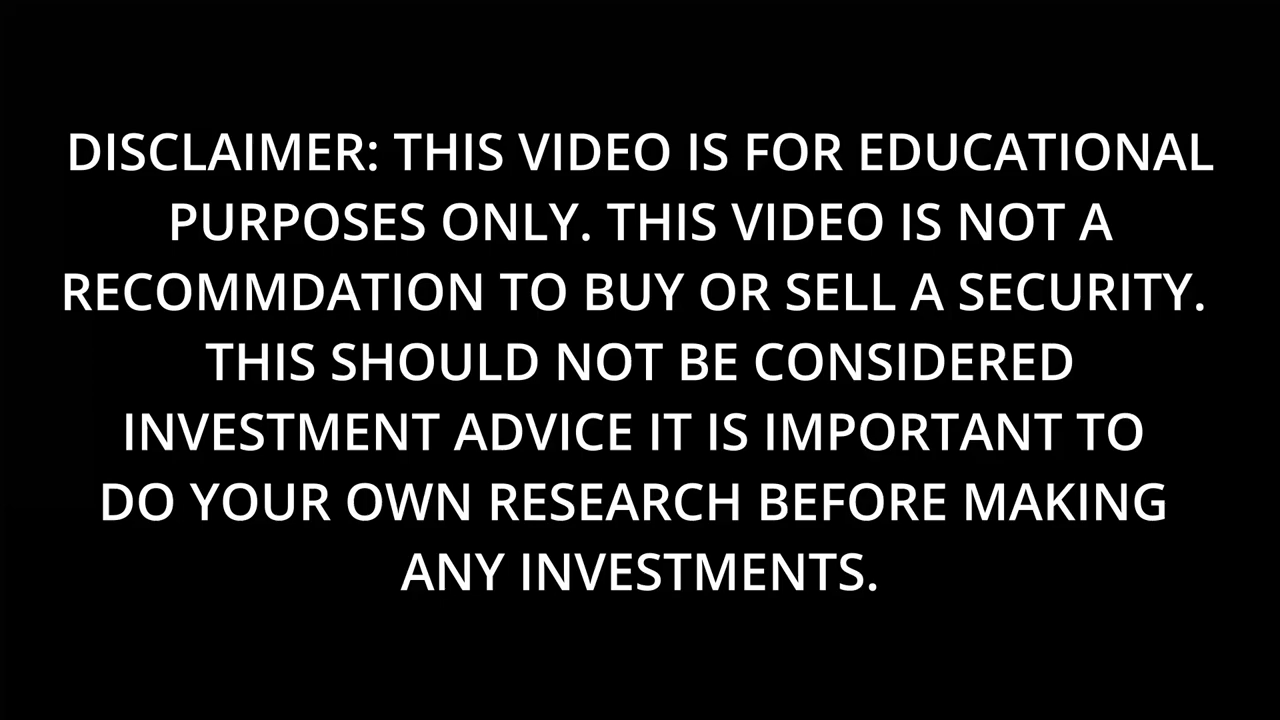 DISCLAIMER: THIS VIDEO IS FOR EDUCATIONAL
PURPOSES ONLY. THIS VIDEO IS NOT A
RECOMMDATION TO BUY OR SELL A SECURITY.
THIS SHOULD NOT BE CONSIDERED
INVESTMENT ADVICE IT IS IMPORTANT TO
DO YOUR OWN RESEARCH BEFORE MAKING
ANY INVESTMENTS.